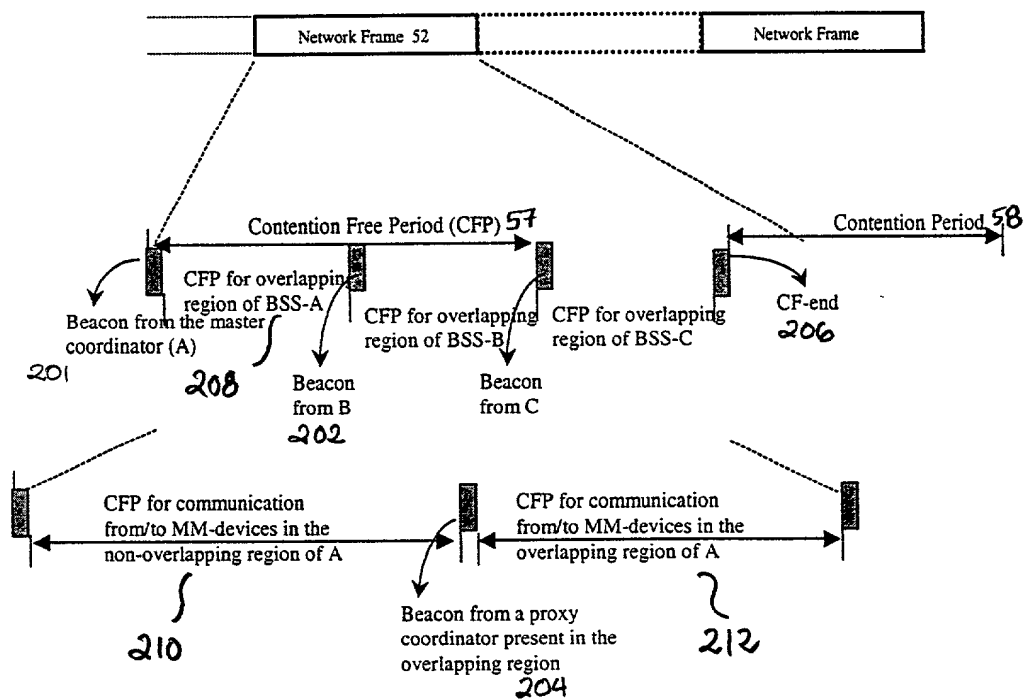 Network Frame 52
Network Frame
Contention Free Period (CFP) 57
Contention Period 58
CFP for overlappin
region of BSS-A
CFP for overlapping
region of BSS-B
CFP for overlapping
region of BSS-C
CF-end
206
Beacon from the master
coordinator (A)
201
208
Beacon
from B
202
Beacon
from C
CFP for communication
from/to MM-devices in the
non-overlapping region of A
CFP for communication
from/to MM-devices in the
overlapping region of A
210
Beacon from a proxy
coordinator present in the
overlapping region
204
212